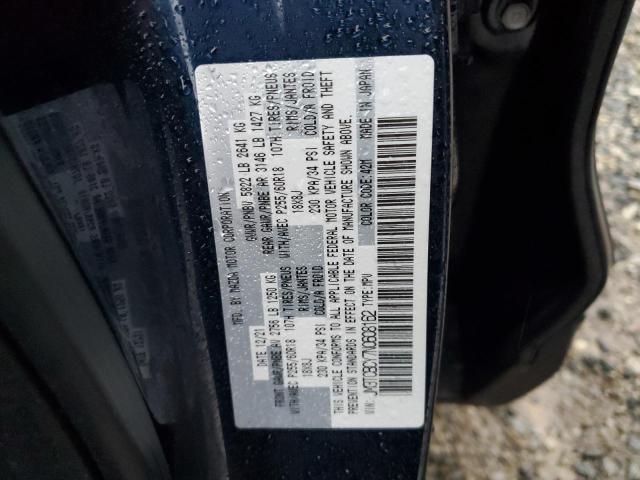 MFD. BY MAZDA MOTOR CORPORATION
12/21 GVWR/PNBV 5822 LB 2641 KG
FRONT GAWR/PNBE AV 2756 LB 1250 KG REAR GAWR/PNBE AR 3146 LB 1427 KG
WITH/AVEC P255/60R18 107H TIRES/PNEUS WITH/AVEC P255/60R18 107H TIRES/PNEUS
18X8J RIMS/JANTES 18X8J RIMS/JANTES
230 KPA/34 PSI COLD/A FROID 230 KPA/34 PSI COLD/A FROID
THIS VEHICLE CONFORMS TO ALL APPLICABLE FEDERAL MOTOR VEHICLE SAFETY AND THEFT
PREVENTION STANDARDS IN EFFECT ON THE DATE OF MANUFACTURE SHOWN ABOVE.
VIN: JM3TCBCY7N0608162 TYPE:MPV COLOR CODE:42M MADE IN JAPAN